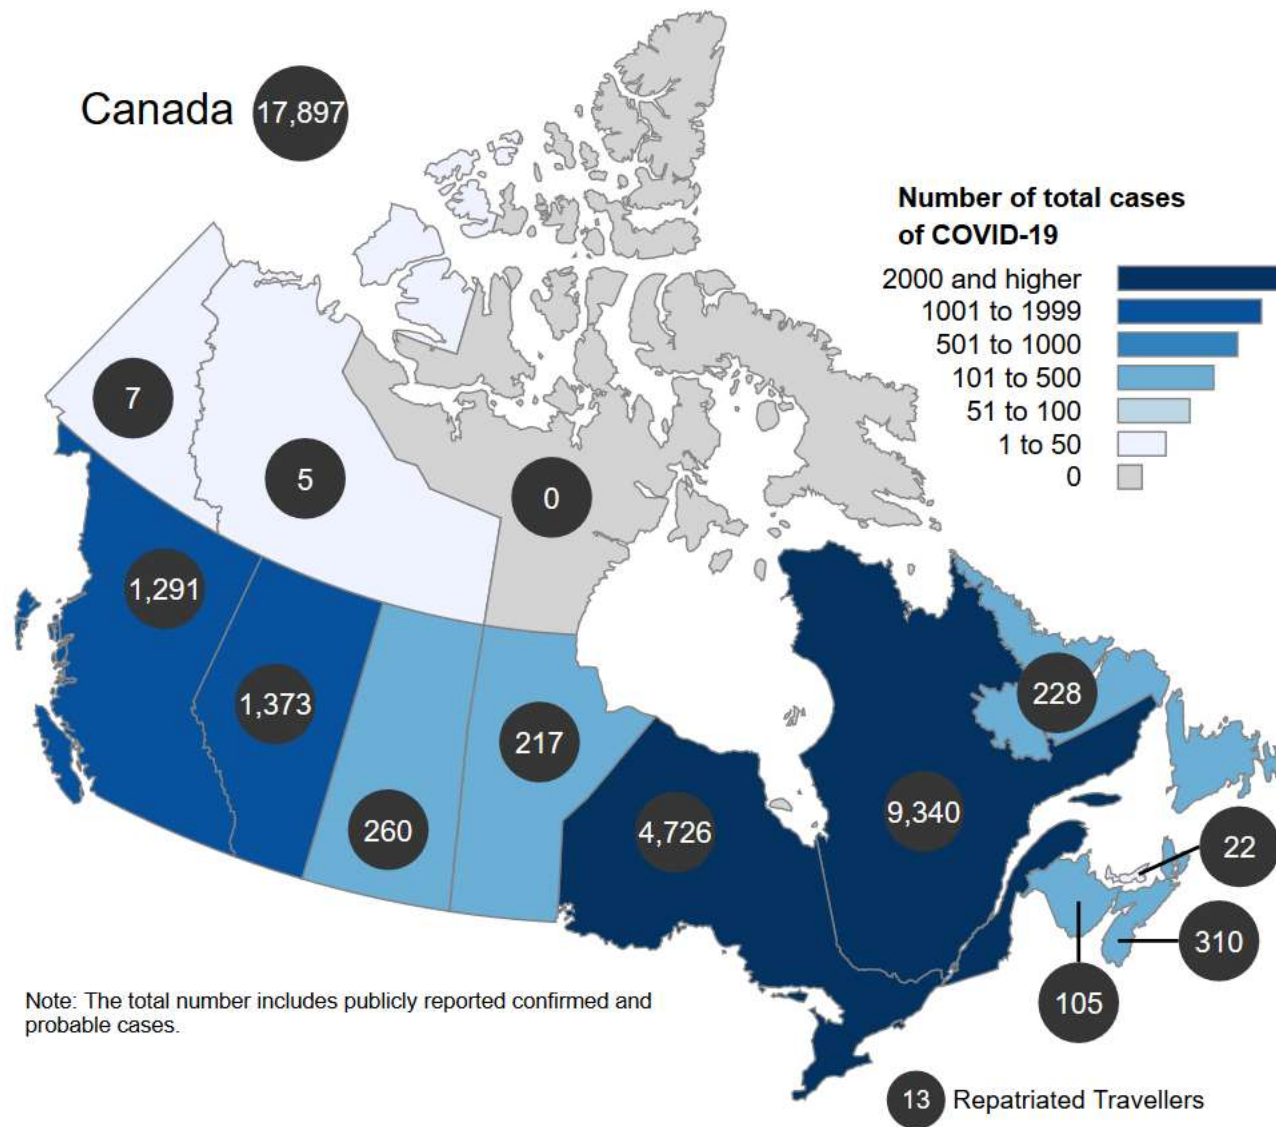 Canada 17,897
Number of total cases
of COVID-19
2000 and higher
1001 to 1999
501 to 1000
101 to 500
51 to 100
1 to 50
0
7
5
0
1,291
1,373
260
217
4,726
9,340
228
22
310
105
Note: The total number includes publicly reported confirmed and
probable cases.
13 Repatriated Travellers